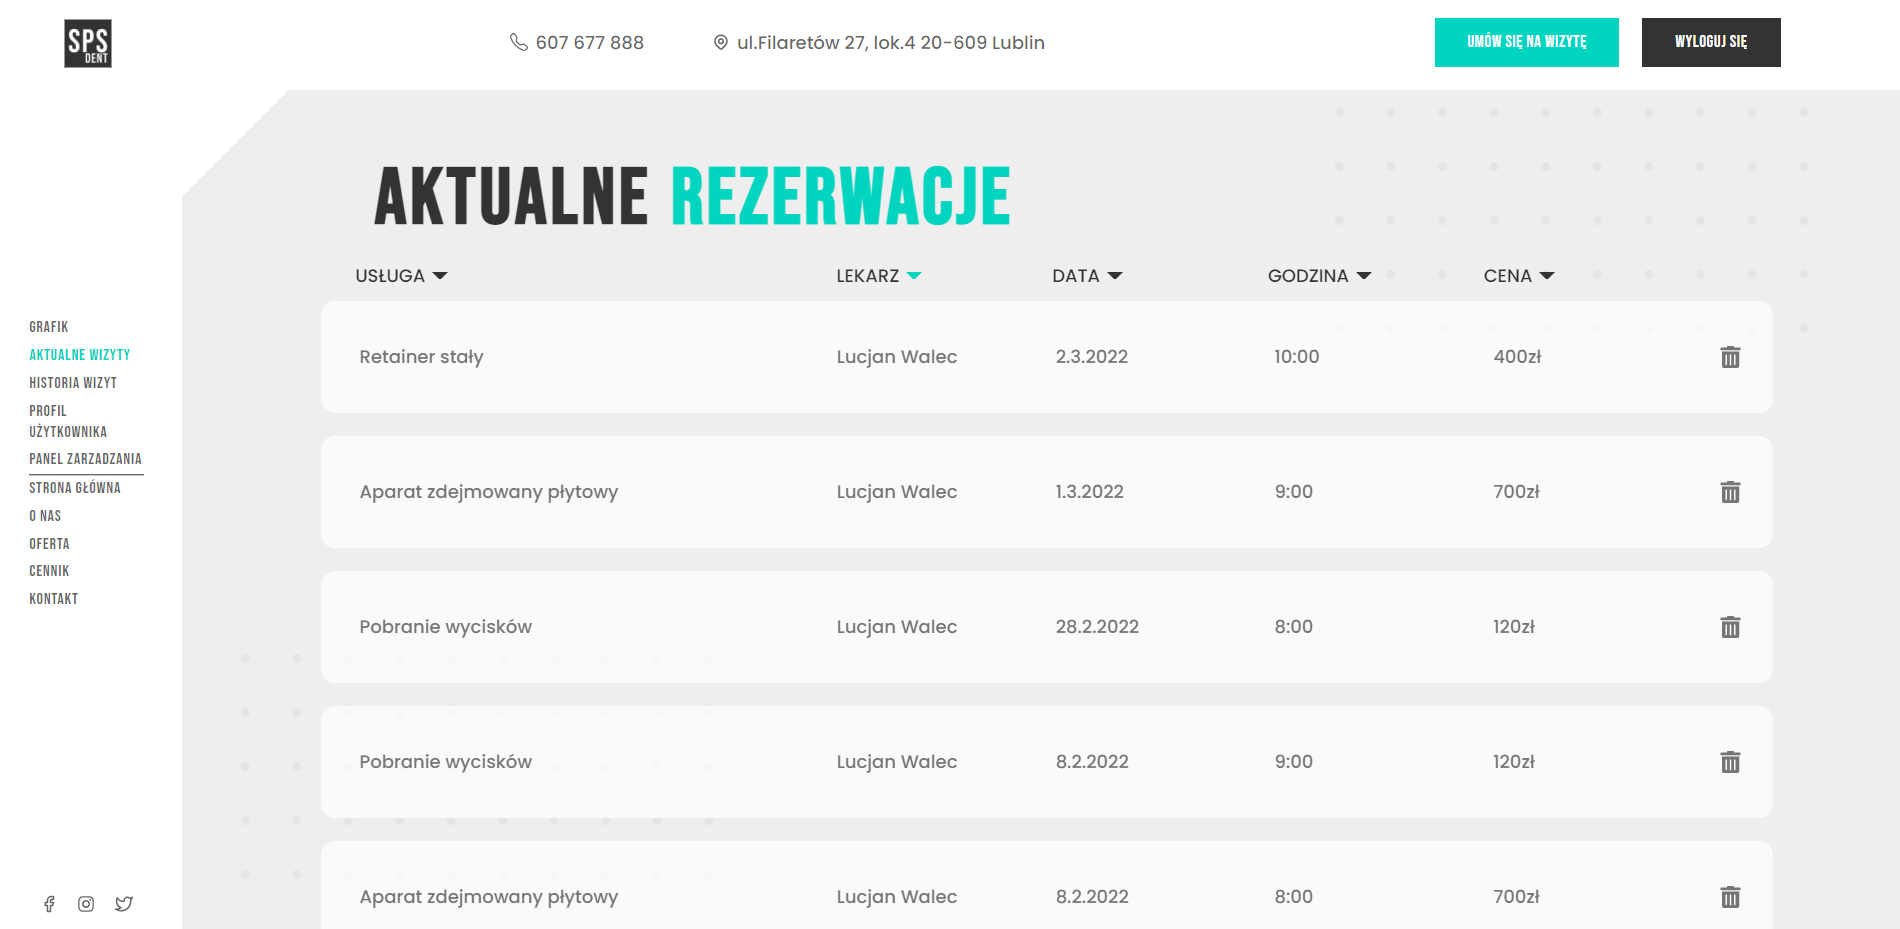 SPS
DENT
607 677 888
ul.Filaretów 27, lok.4 20-609 Lublin
UMÓW SIĘ NA WIZYTĘ
WYLOGUJ SIĘ
GRAFIK
AKTUALNE WIZYTY
HISTORIA WIZYT
PROFIL
UŻYTKOWNIKA
PANEL ZARZADZANIA
STRONA GŁÓWNA
O NAS
OFERTA
CENNIK
KONTAKT
AKTUALNE REZERWACJE
USŁUGA LEKARZ DATA GODZINA CENA
Retainer stały Lucjan Walec 2.3.2022 10:00 400zł
Aparat zdejmowany płytowy Lucjan Walec 1.3.2022 9:00 700zł
Pobranie wycisków Lucjan Walec 28.2.2022 8:00 120zł
Pobranie wycisków Lucjan Walec 8.2.2022 9:00 120zł
Aparat zdejmowany płytowy Lucjan Walec 8.2.2022 8:00 700zł